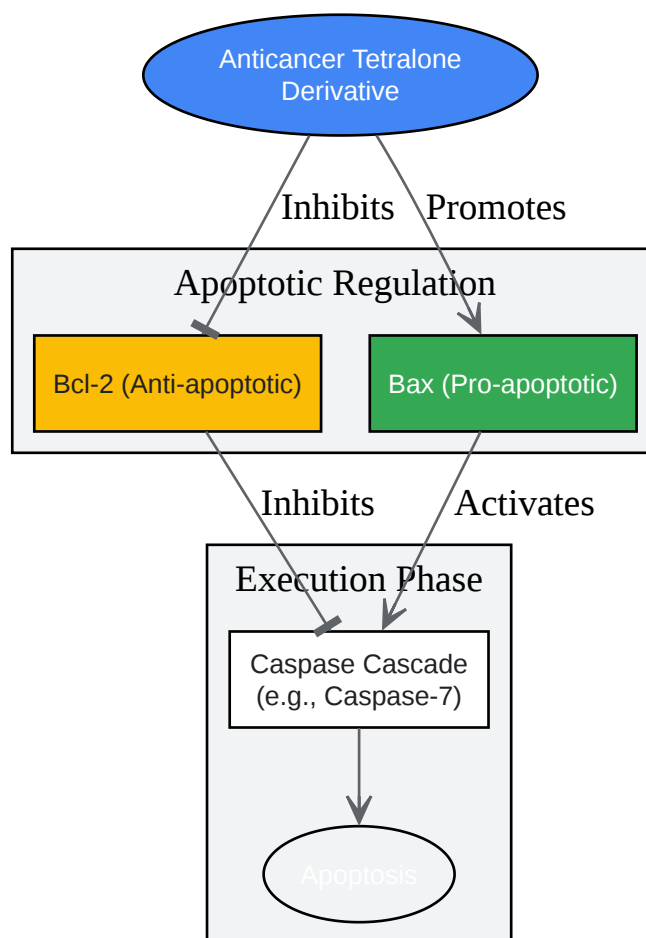 Anticancer Tetralone
Derivative
Inhibits
Promotes
Apoptotic Regulation
Bcl-2 (Anti-apoptotic)
Bax (Pro-apoptotic)
Inhibits
Activates
Execution Phase
Caspase Cascade
(e.g., Caspase-7)
Apoptosis